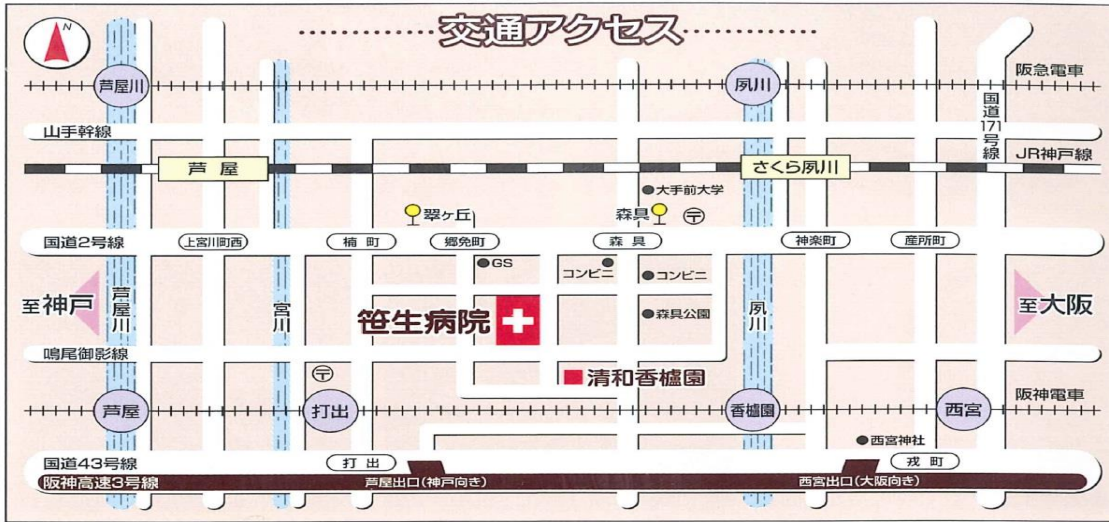 交通アクセス
N
芦屋川
夙川
阪急電車
山手幹線
国道171号線
芦屋
さくら夙川
JR神戸線
大手前大学
翠ヶ丘
森具
〒
国道2号線
上宮川町西
楠町
郷免町
森具
神楽町
産所町
GS
コンビニ
コンビニ
至神戸
芦屋川
宮川
笹生病院
森具公園
夙川
至大阪
鳴尾御影線
〒
清和香櫨園
芦屋
打出
香櫨園
西宮
阪神電車
西宮神社
国道43号線
打出
戎町
阪神高速3号線
芦屋出口(神戸向き)
西宮出口(大阪向き)